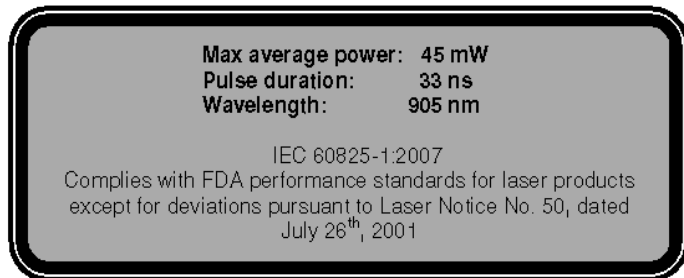 Max average power: 45 mW
Pulse duration: 33 ns
Wavelength: 905 nm
IEC 60825-1:2007
Complies with FDA performance standards for laser products
except for deviations pursuant to Laser Notice No. 50, dated
July 26th, 2001